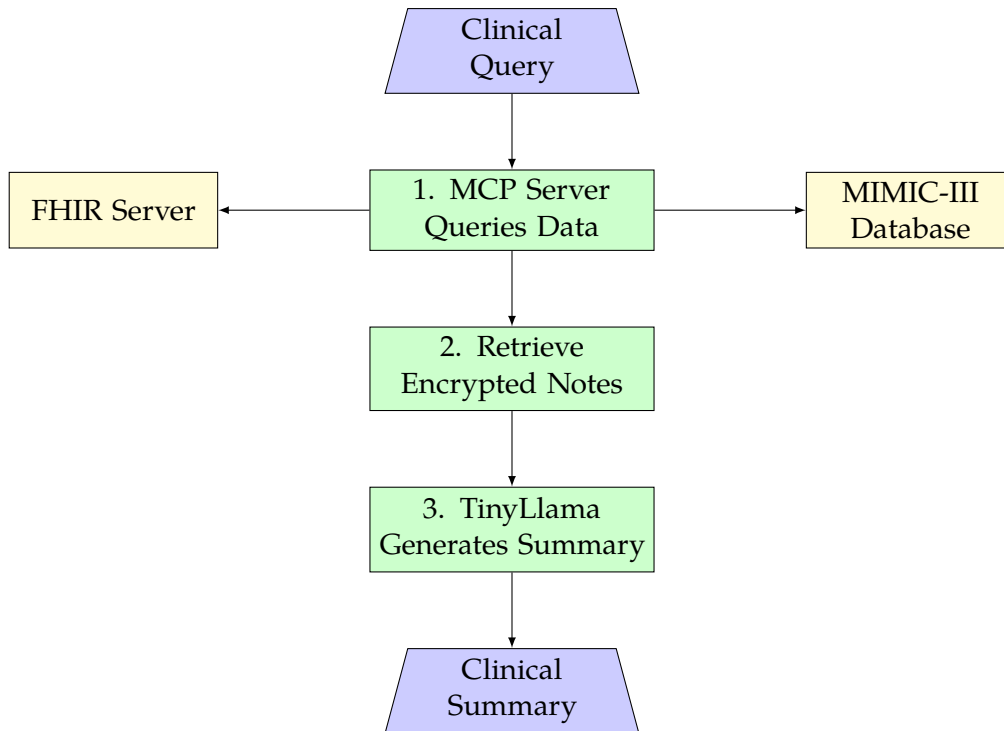 Clinical
Query
FHIR Server
1. MCP Server
Queries Data
MIMIC-III
Database
2. Retrieve
Encrypted Notes
3. TinyLlama
Generates Summary
Clinical
Summary